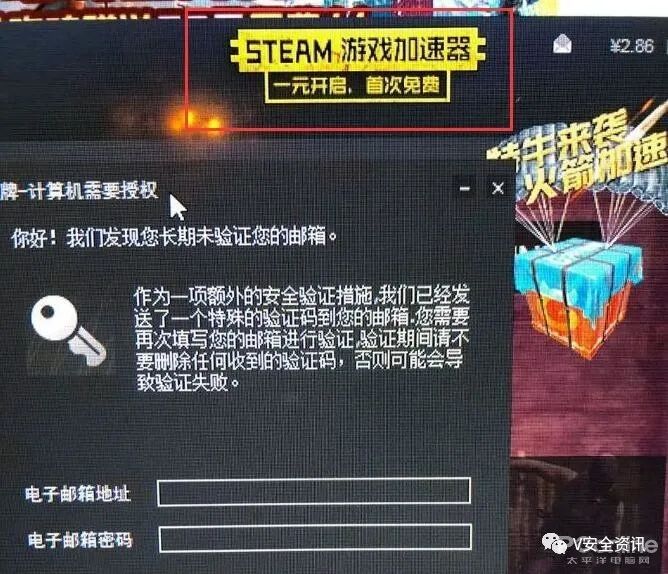 STEAM 游戏加速器
一元开启、首次免费
¥2.86
牛来袭
火箭加速
牌-计算机需要授权
你好！我们发现您长期未验证您的邮箱。
作为一项额外的安全验证措施,我们已经发
送了一个特殊的验证码到您的邮箱.您需要
再次填写您的邮箱进行验证,验证期间请不
要删除任何收到的验证码，否则可能会导
致验证失败。
电子邮箱地址
电子邮箱密码
V安全资讯
太平洋电脑网